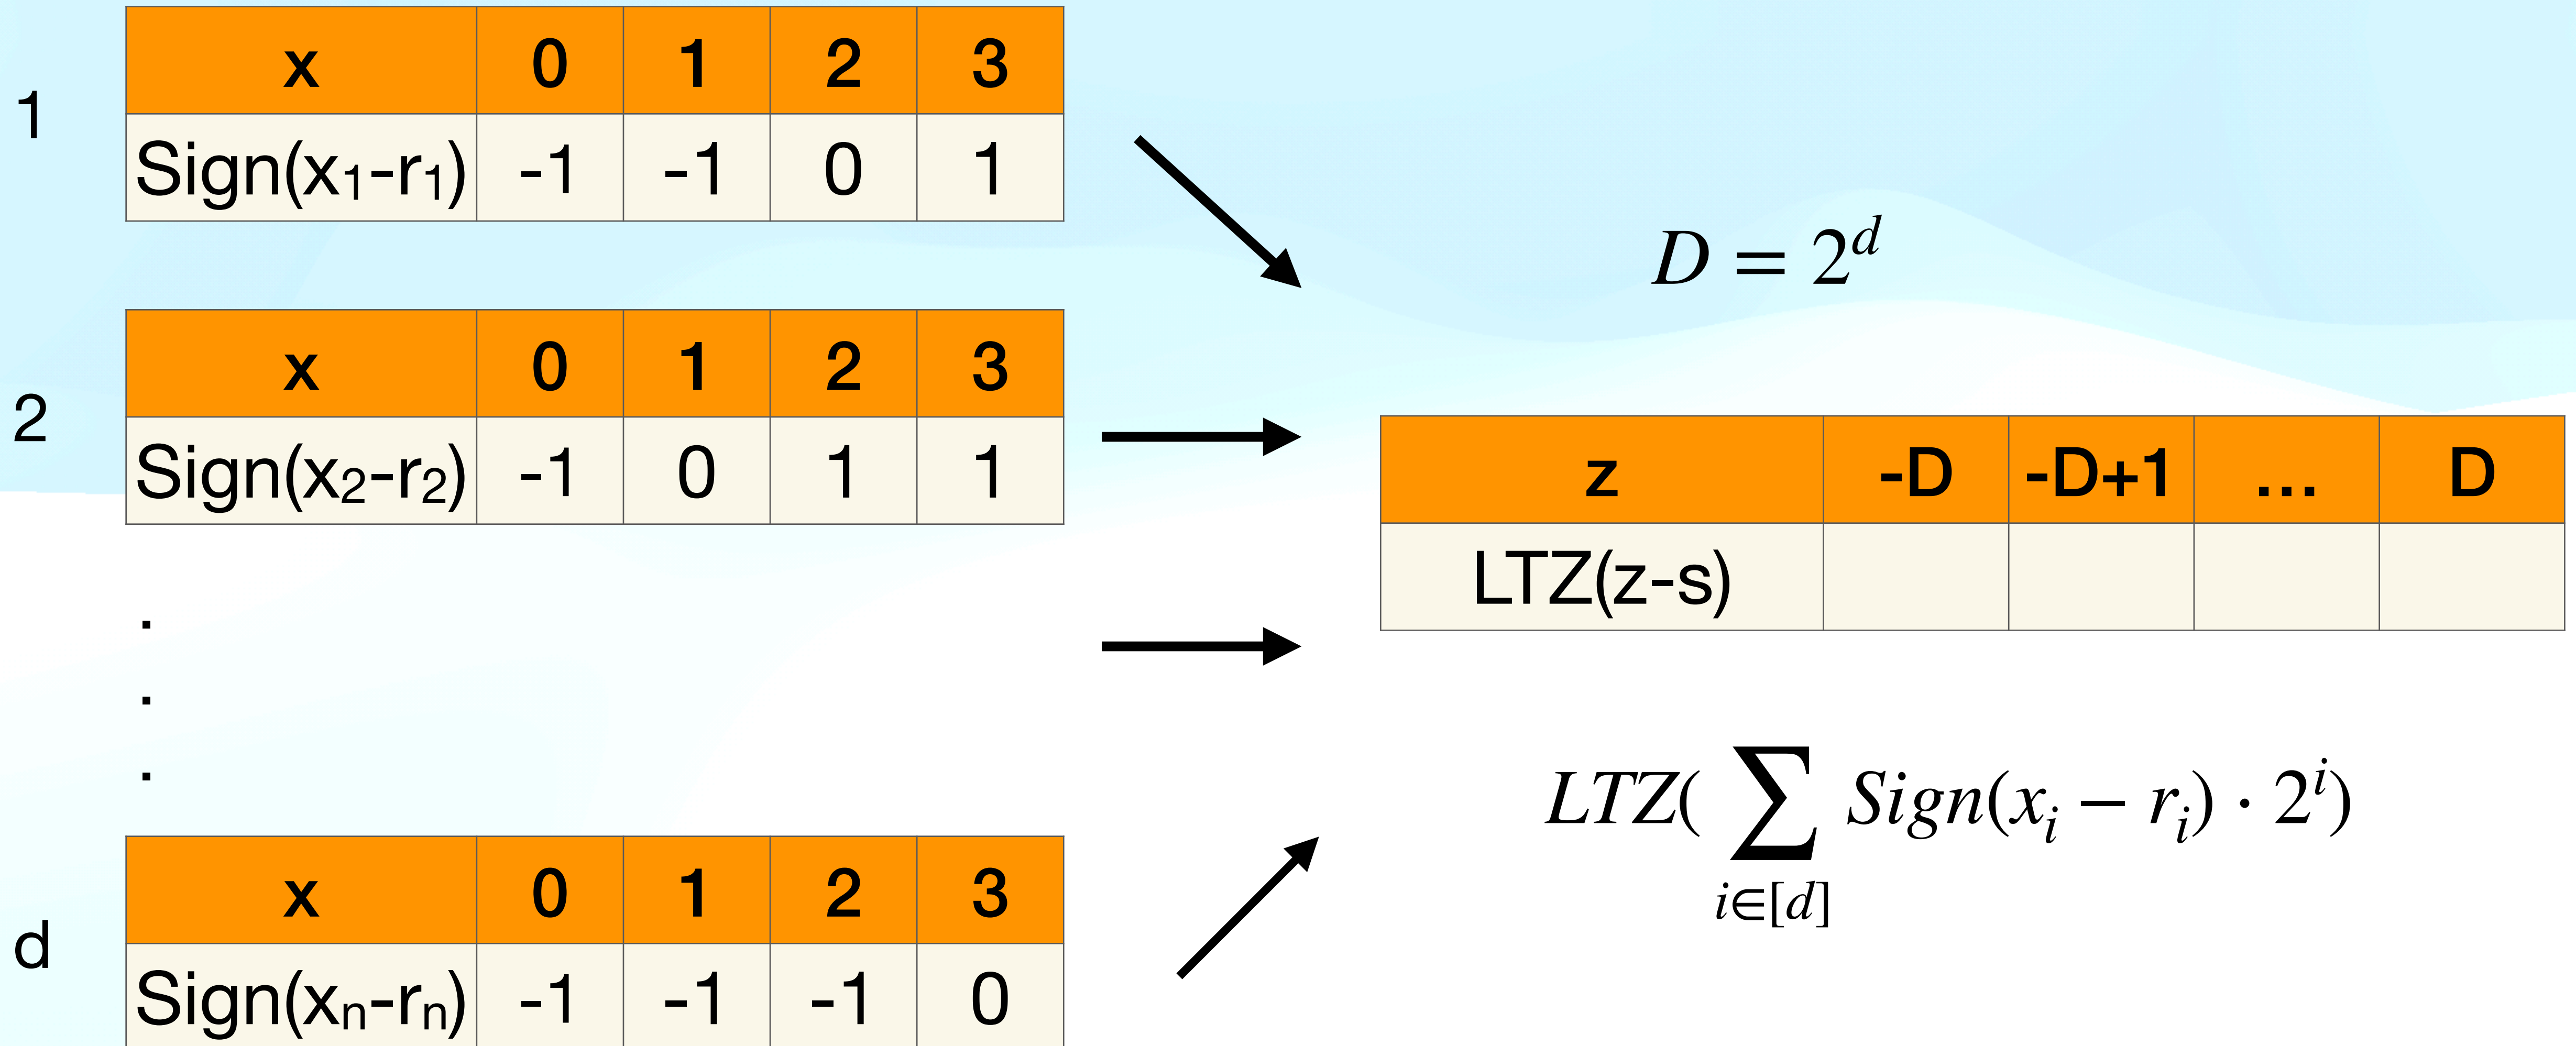 1
x 0 1 2 3
Sign(x₁-r₁) -1 -1 0 1
2
x 0 1 2 3
Sign(x₂-r₂) -1 0 1 1
.
.
.
d
x 0 1 2 3
Sign(xₙ-rₙ) -1 -1 -1 0
D = 2^d
z -D -D+1 ... D
LTZ(z-s)
LTZ( ∑_{i∈[d]} Sign(x_i − r_i) · 2^i)